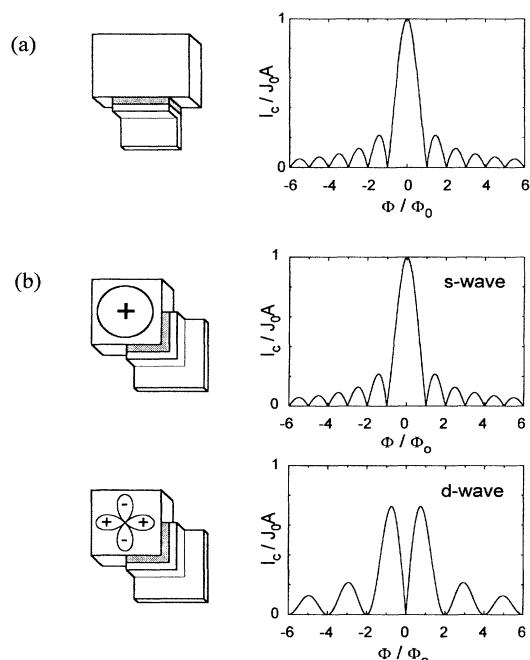 (a)
I_c / J_0A
1
0
-6 -4 -2 0 2 4 6
Φ / Φ_0
(b)
+
s-wave
I_c / J_0A
1
0
-6 -4 -2 0 2 4 6
Φ / Φ_o
-
+ +
-
d-wave
I_c / J_0A
1
0
-6 -4 -2 0 2 4 6
Φ / Φ_o